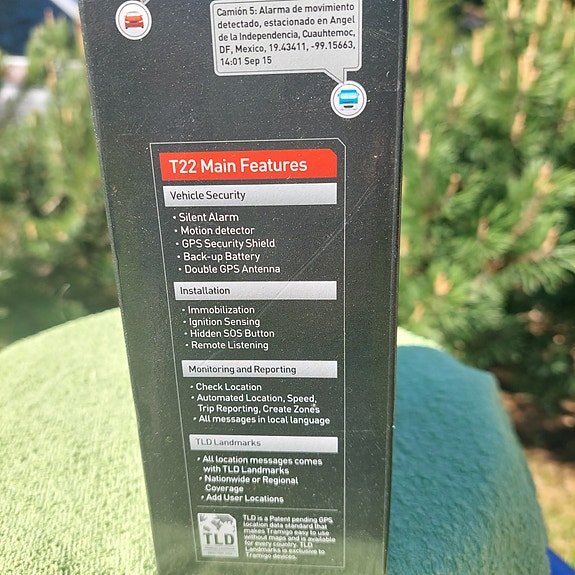 Camión 5: Alarma de movimiento
detectado, estacionado en Angel
de la Independencia, Cuauhtemoc,
DF, Mexico, 19.43411, -99.15663,
14:01 Sep 15
T22 Main Features
Vehicle Security
• Silent Alarm
• Motion detector
• GPS Security Shield
• Back-up Battery
• Double GPS Antenna
Installation
• Immobilization
• Ignition Sensing
• Hidden SOS Button
• Remote Listening
Monitoring and Reporting
• Check Location
• Automated Location, Speed,
Trip Reporting, Create Zones
• All messages in local language
TLD Landmarks
• All location messages comes
with TLD Landmarks
• Nationwide or Regional
Coverage
• Add User Locations
TLD is a Patent pending GPS
location data standard that
makes Tramigo easy to use
without maps and is available
for every country. TLD
Landmarks is exclusive to
Tramigo devices.
TLD